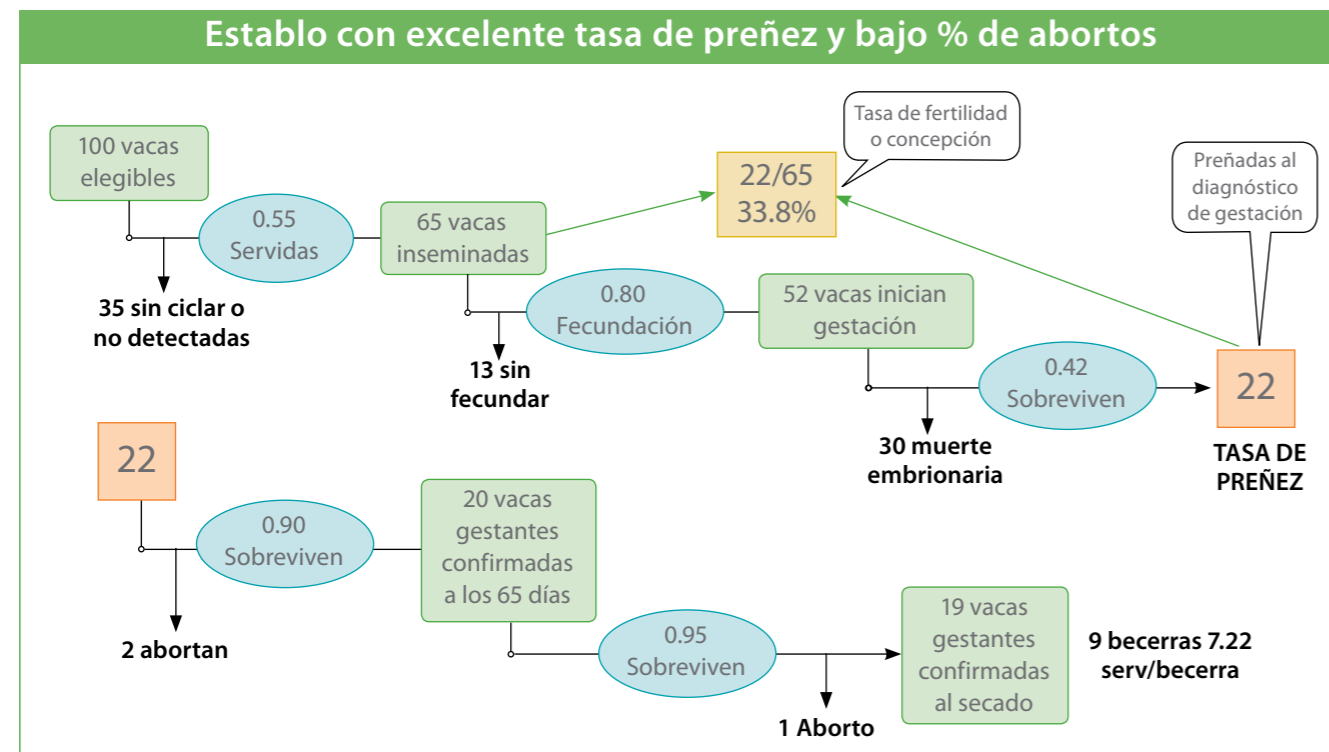 Establo con excelente tasa de preñez y bajo % de abortos
100 vacas
elegibles
0.55
Servidas
35 sin ciclar o
no detectadas
65 vacas
inseminadas
22/65
33.8%
Tasa de fertilidad
o concepción
13 sin
fecundar
0.80
Fecundación
52 vacas inician
gestación
30 muerte
embrionaria
0.42
Sobreviven
Preñadas al
diagnóstico
de gestación
22
TASA DE
PREÑEZ
22
2 abortan
0.90
Sobreviven
20 vacas
gestantes
confirmadas
a los 65 días
0.95
Sobreviven
1 Aborto
19 vacas
gestantes
confirmadas
al secado
9 becerras 7.22
serv/becerra